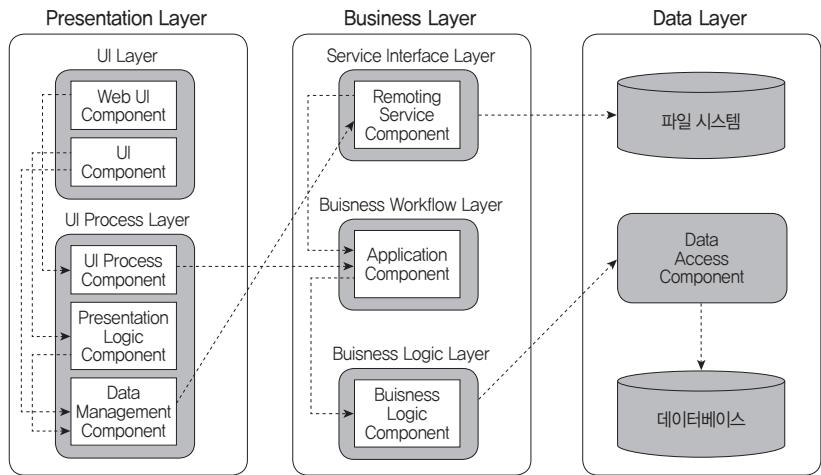 Presentation Layer
UI Layer
Web UI
Component
UI
Component
UI Process Layer
UI Process
Component
Presentation
Logic
Component
Data
Management
Component
Business Layer
Service Interface Layer
Remoting
Service
Component
Buisness Workflow Layer
Application
Component
Buisness Logic Layer
Buisness
Logic
Component
Data Layer
파일 시스템
Data
Access
Component
데이터베이스